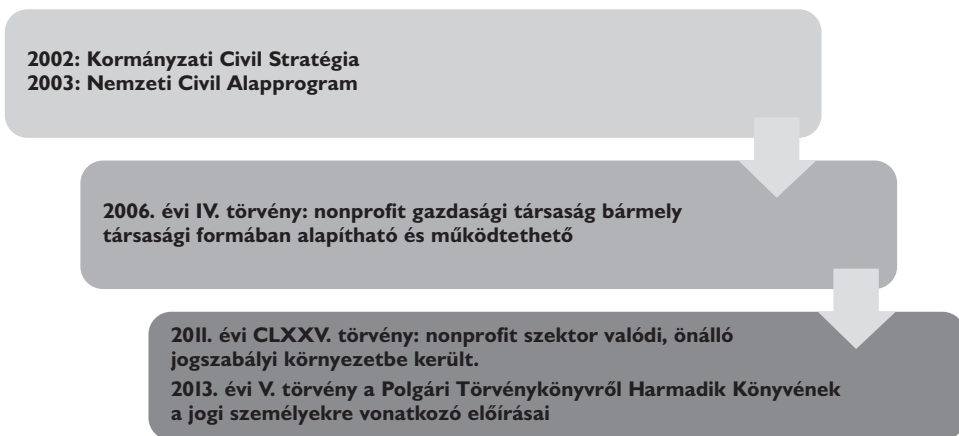 2002: Kormányzati Civil Stratégia
2003: Nemzeti Civil Alapprogram
2006. évi IV. törvény: nonprofit gazdasági társaság bármely
társasági formában alapítható és működtethető
2011. évi CLXXV. törvény: nonprofit szektor valódi, önálló
jogszabályi környezetbe került.
2013. évi V. törvény a Polgári Törvénykönyvről Harmadik Könyvének
a jogi személyekre vonatkozó előírásai